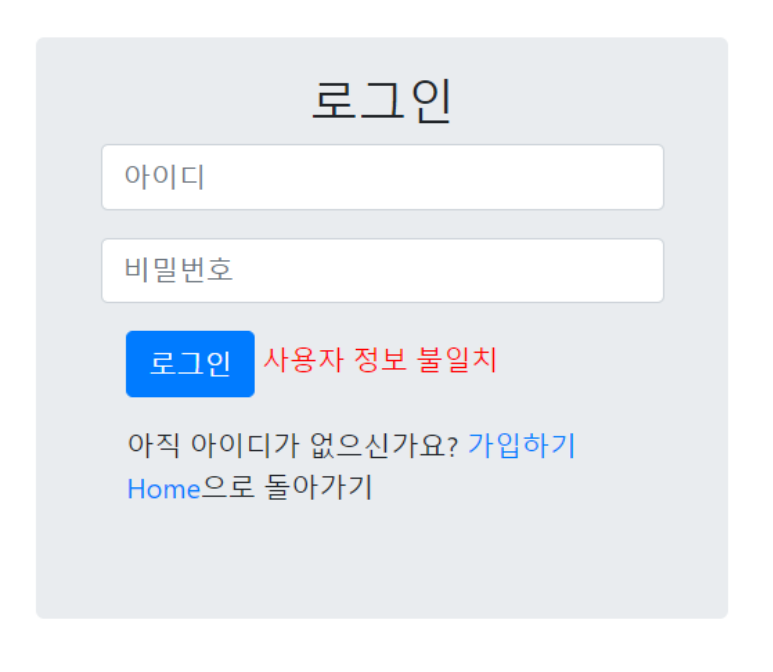 로그인
아이디
비밀번호
로그인 사용자 정보 불일치
아직 아이디가 없으신가요? 가입하기
Home으로 돌아가기